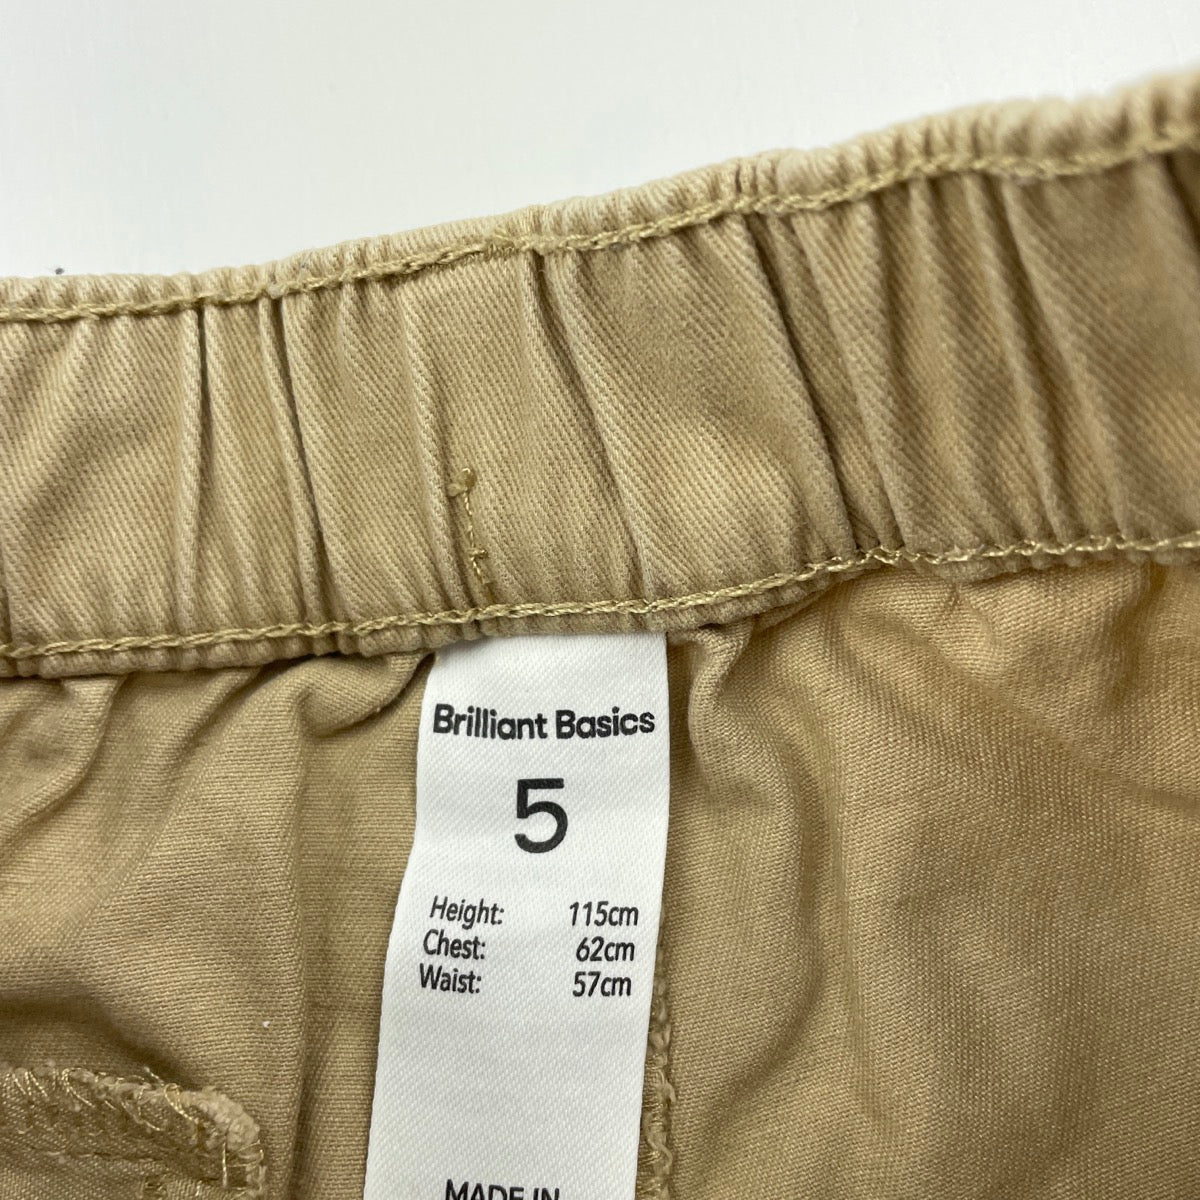 Brilliant Basics
5
Height: 115cm
Chest: 62cm
Waist: 57cm
MADE IN